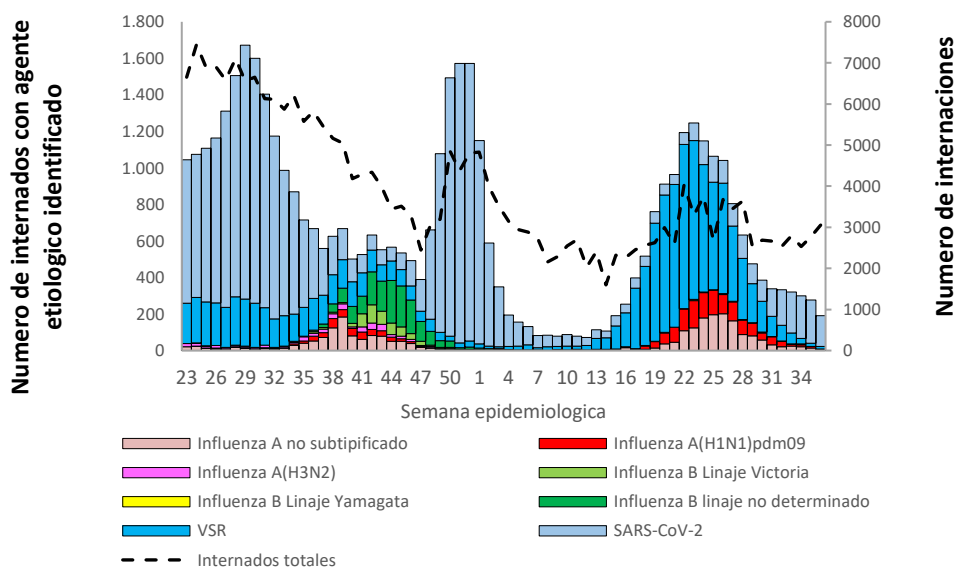 Numero de internados con agente
etiologico identificado
1.800
1.600
1.400
1.200
1.000
800
600
400
200
0
8000
7000
6000
5000
4000
3000
2000
1000
0
Numero de internaciones
23 26 29 32 35 38 41 44 47 50 1 4 7 10 13 16 19 22 25 28 31 34
Semana epidemiologica
Influenza A no subtipificado
Influenza A(H1N1)pdm09
Influenza A(H3N2)
Influenza B Linaje Victoria
Influenza B Linaje Yamagata
Influenza B linaje no determinado
VSR
SARS-CoV-2
Internados totales